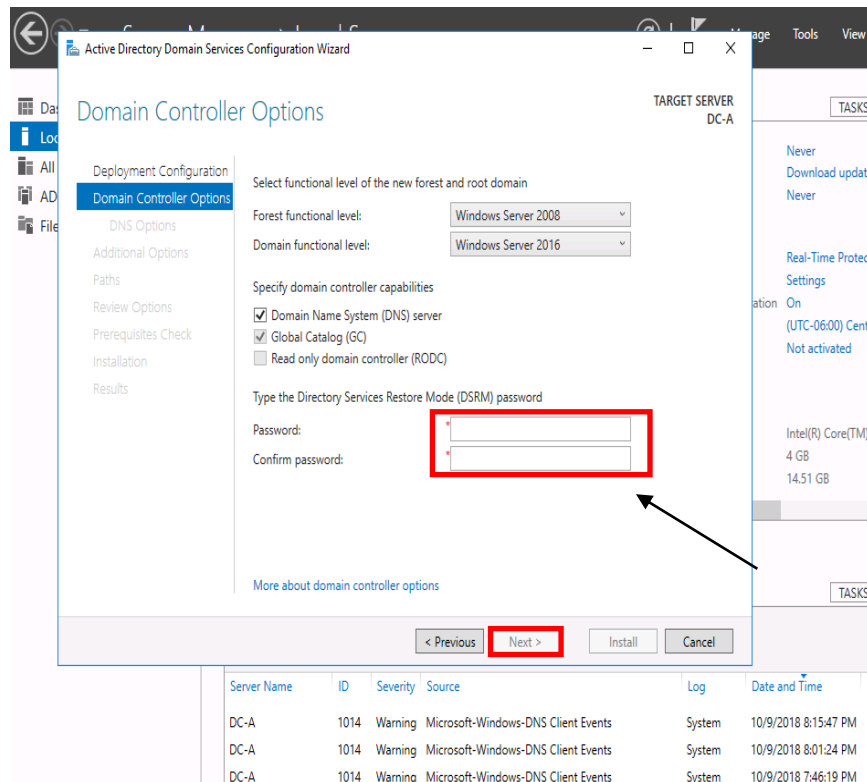 Manage Tools View
Active Directory Domain Services Configuration Wizard
Domain Controller Options
TARGET SERVER
DC-A
TASKS
Da
Loc
All
AD
File
Deployment Configuration
Domain Controller Options
DNS Options
Additional Options
Paths
Review Options
Prerequisites Check
Installation
Results
Select functional level of the new forest and root domain
Forest functional level: Windows Server 2008
Domain functional level: Windows Server 2016
Specify domain controller capabilities
Domain Name System (DNS) server
Global Catalog (GC)
Read only domain controller (RODC)
Type the Directory Services Restore Mode (DSRM) password
Password: *
Confirm password: *
More about domain controller options
< Previous Next > Install Cancel
Never
Download updat
Never
Real-Time Protec
Settings
ation On
(UTC-06:00) Cent
Not activated
Intel(R) Core(TM)
4 GB
14.51 GB
TASKS
Server Name ID Severity Source Log Date and Time
DC-A 1014 Warning Microsoft-Windows-DNS Client Events System 10/9/2018 8:15:47 PM
DC-A 1014 Warning Microsoft-Windows-DNS Client Events System 10/9/2018 8:01:24 PM
DC-A 1014 Warning Microsoft-Windows-DNS Client Events System 10/9/2018 7:46:19 PM